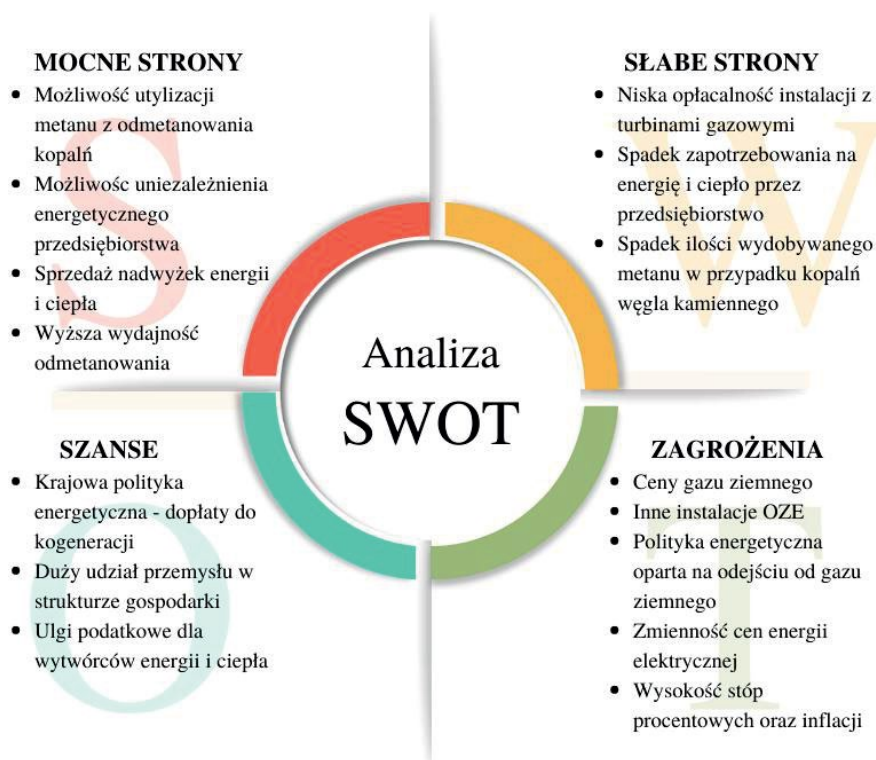 MOCNE STRONY
• Możliwość utylizacji
metanu z odmetanowania
kopalń
• Możliwośc uniezależnienia
energetycznego
przedsiębiorstwa
• Sprzedaż nadwyżek energii
i ciepła
• Wyższa wydajność
odmetanowania
SŁABE STRONY
• Niska opłacalność instalacji z
turbinami gazowymi
• Spadek zapotrzebowania na
energię i ciepło przez
przedsiębiorstwo
• Spadek ilości wydobywanego
metanu w przypadku kopalń
węgla kamiennego
Analiza
SWOT
SZANSE
• Krajowa polityka
energetyczna - dopłaty do
kogeneracji
• Duży udział przemysłu w
strukturze gospodarki
• Ulgi podatkowe dla
wytwórców energii i ciepła
ZAGROŻENIA
• Ceny gazu ziemnego
• Inne instalacje OZE
• Polityka energetyczna
oparta na odejściu od gazu
ziemnego
• Zmienność cen energii
elektrycznej
• Wysokość stóp
procentowych oraz inflacji
S
W
O
T